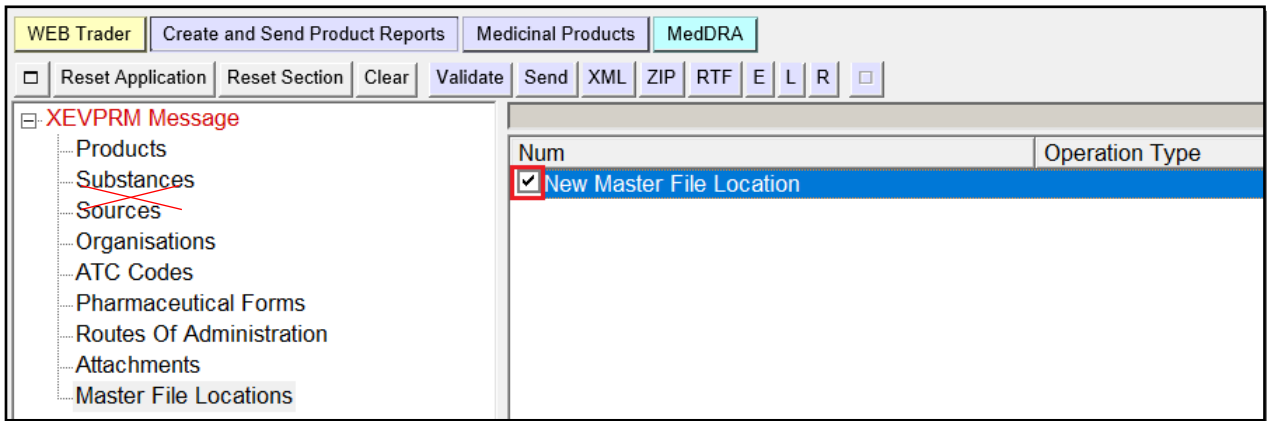 WEB Trader Create and Send Product Reports Medicinal Products MedDRA
Reset Application Reset Section Clear Validate Send XML ZIP RTF E L R
XEVPRM Message
Products
Num Operation Type
Substances
New Master File Location
Sources
Organisations
ATC Codes
Pharmaceutical Forms
Routes Of Administration
Attachments
Master File Locations